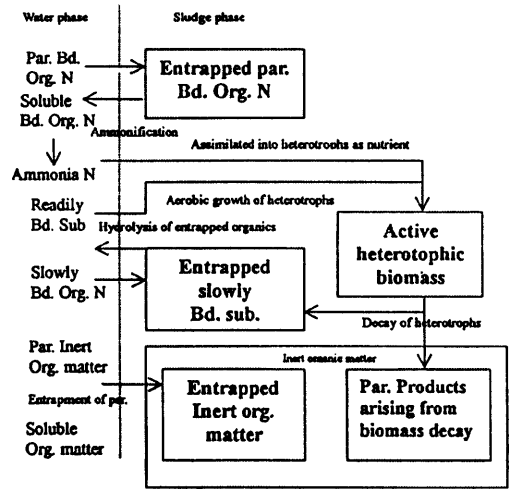 Water phase
Sludge phase
Par. Bd.
Org. N
Entrapped par.
Bd. Org. N
Soluble
Bd. Org. N
Ammonification
Assimilated into heterotrophs as nutrient
Ammonia N
Aerobic growth of heterotrophs
Readily
Bd. Sub
Hydrolysis of entrapped organics
Active
heterotophic
biomass
Slowly
Bd. Org. N
Entrapped
slowly
Bd. sub.
Decay of heterotrophs
Par. Inert
Org. matter
Inert organic matter
Entrapment of par.
Entrapped
Inert org.
matter
Par. Products
arising from
biomass decay
Soluble
Org. matter